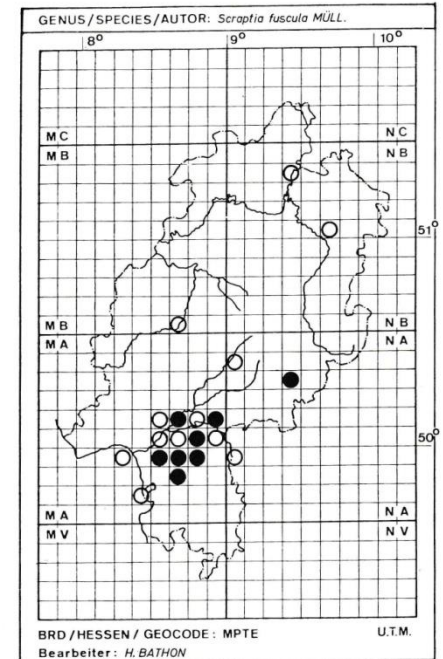 GENUS/SPECIES/AUTOR: Scraptia fuscula MÜLL.
8° 9° 10°
MC NC
MB NB
51°
MB NB
MA NA
50°
MA NA
MV NV
BRD/HESSEN/ GEOCODE: MPTE U.T.M.
Bearbeiter: H. BATHON